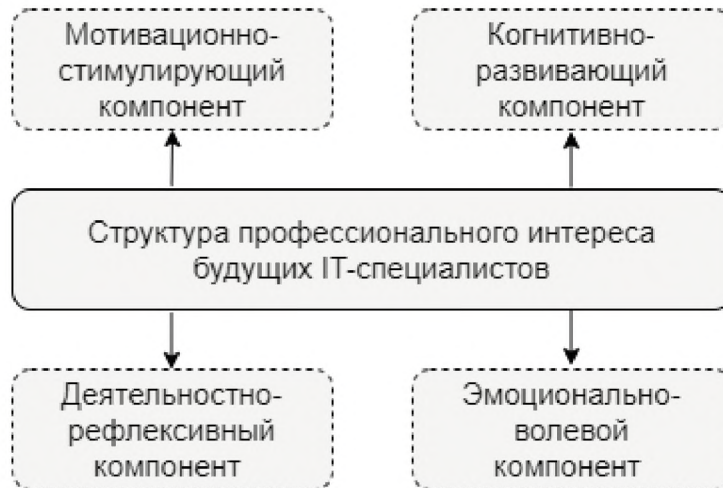 Мотивационно-
стимулирующий
компонент
Когнитивно-
развивающий
компонент
Структура профессионального интереса
будущих IT-специалистов
Деятельностно-
рефлексивный
компонент
Эмоционально-
волевой
компонент